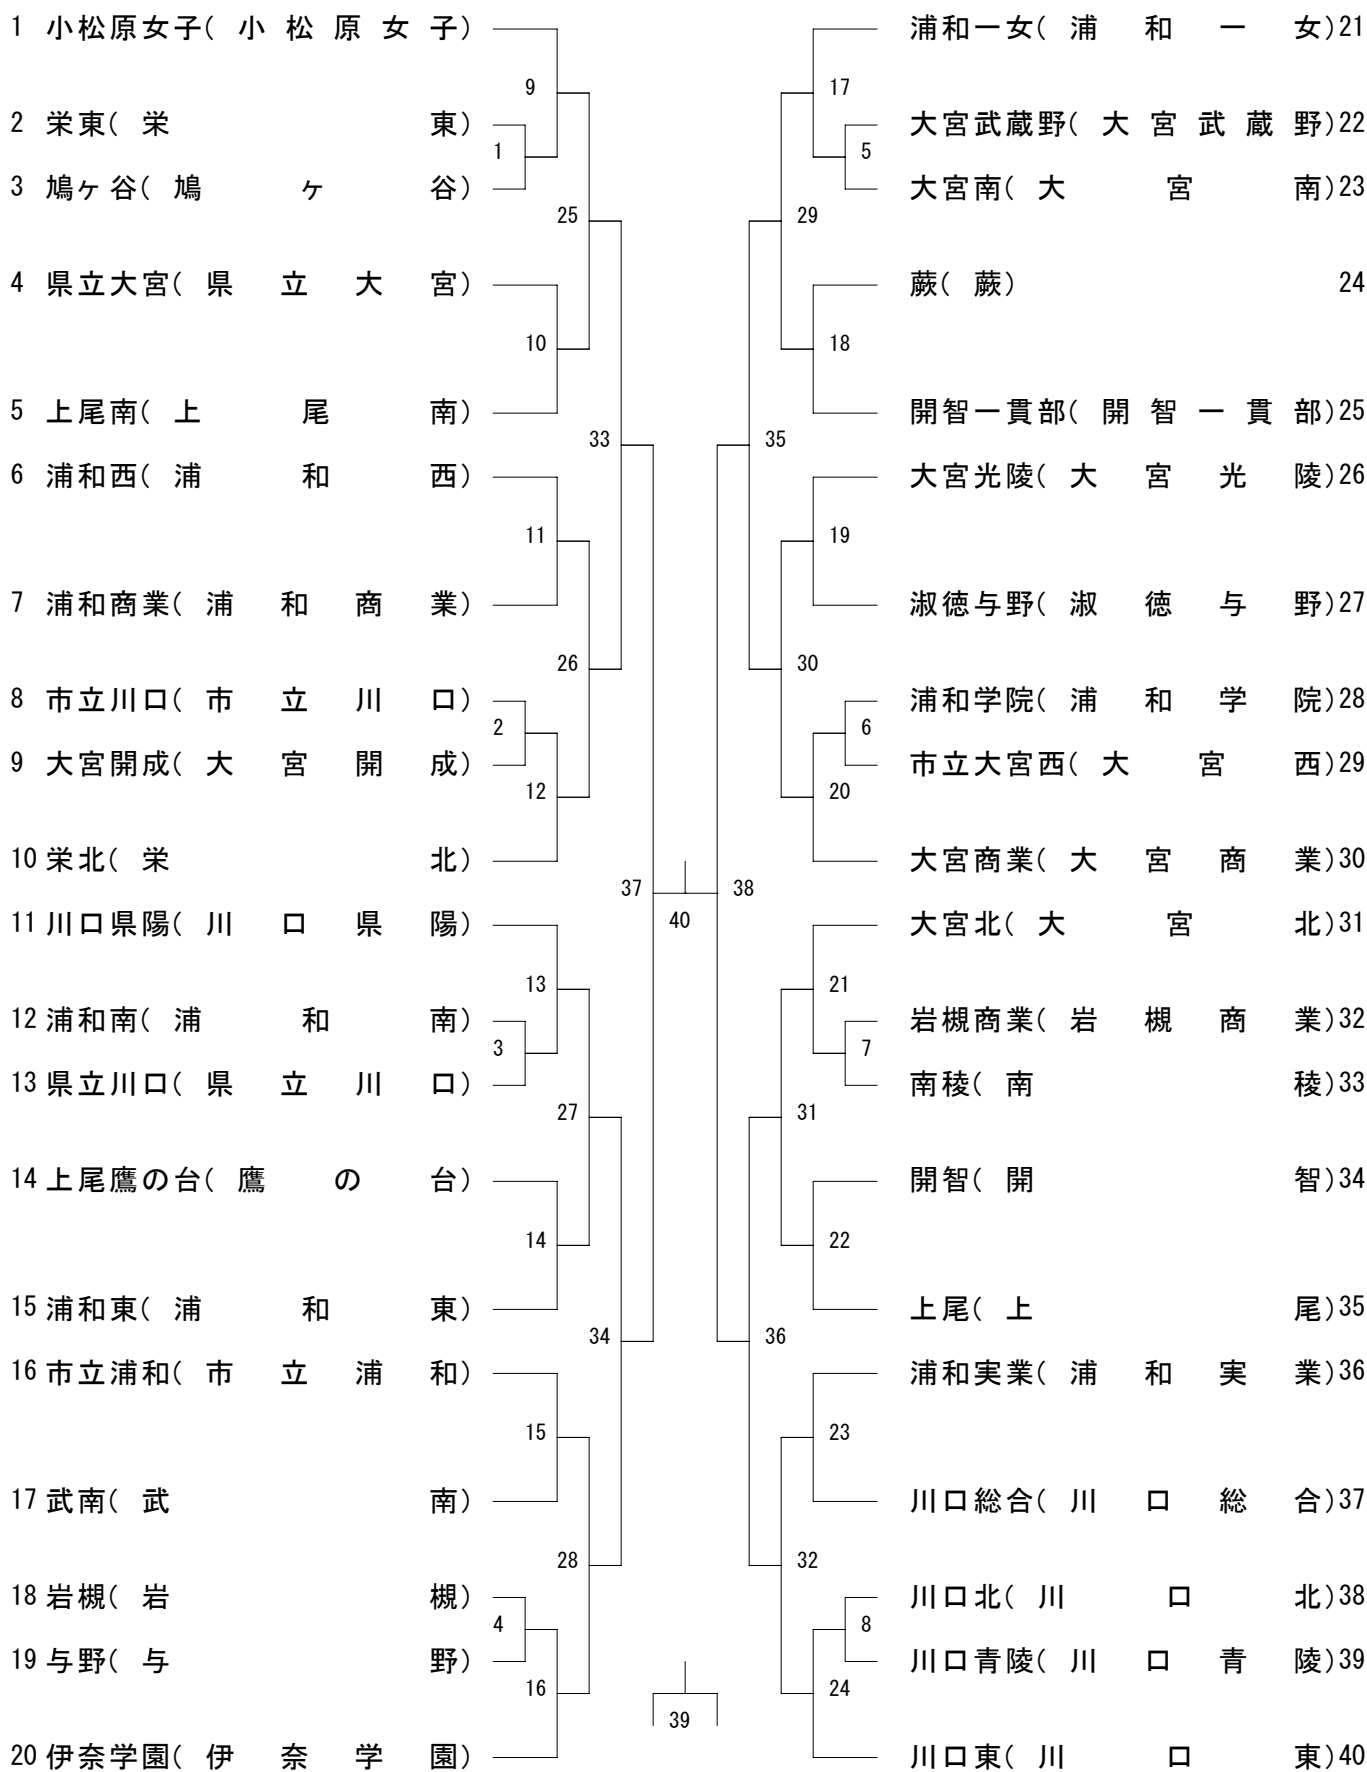 1 小松原女子( 小 松 原 女 子) 浦和一女( 浦 和 一 女)21
9 17
2 栄東( 栄 東) 大宮武蔵野( 大 宮 武 蔵 野)22
1 5
3 鳩ヶ谷( 鳩 ヶ 谷) 大宮南( 大 宮 南)23
25 29
4 県立大宮( 県 立 大 宮) 蕨( 蕨) 24
10 18
5 上尾南( 上 尾 南) 開智一貫部( 開 智 一 貫 部)25
33 35
6 浦和西( 浦 和 西) 大宮光陵( 大 宮 光 陵)26
11 19
7 浦和商業( 浦 和 商 業) 淑徳与野( 淑 徳 与 野)27
26 30
8 市立川口( 市 立 川 口) 浦和学院( 浦 和 学 院)28
2 6
9 大宮開成( 大 宮 開 成) 市立大宮西( 大 宮 西)29
12 20
10 栄北( 栄 北) 大宮商業( 大 宮 商 業)30
37 38
40
11 川口県陽( 川 口 県 陽) 大宮北( 大 宮 北)31
13 21
12 浦和南( 浦 和 南) 岩槻商業( 岩 槻 商 業)32
3 7
13 県立川口( 県 立 川 口) 南稜( 南 稜)33
27 31
14 上尾鷹の台( 鷹 の 台) 開智( 開 智)34
14 22
15 浦和東( 浦 和 東) 上尾( 上 尾)35
34 36
16 市立浦和( 市 立 浦 和) 浦和実業( 浦 和 実 業)36
15 23
17 武南( 武 南) 川口総合( 川 口 総 合)37
28 32
18 岩槻( 岩 槻) 川口北( 川 口 北)38
4 8
19 与野( 与 野) 川口青陵( 川 口 青 陵)39
16 24
39
20 伊奈学園( 伊 奈 学 園) 川口東( 川 口 東)40